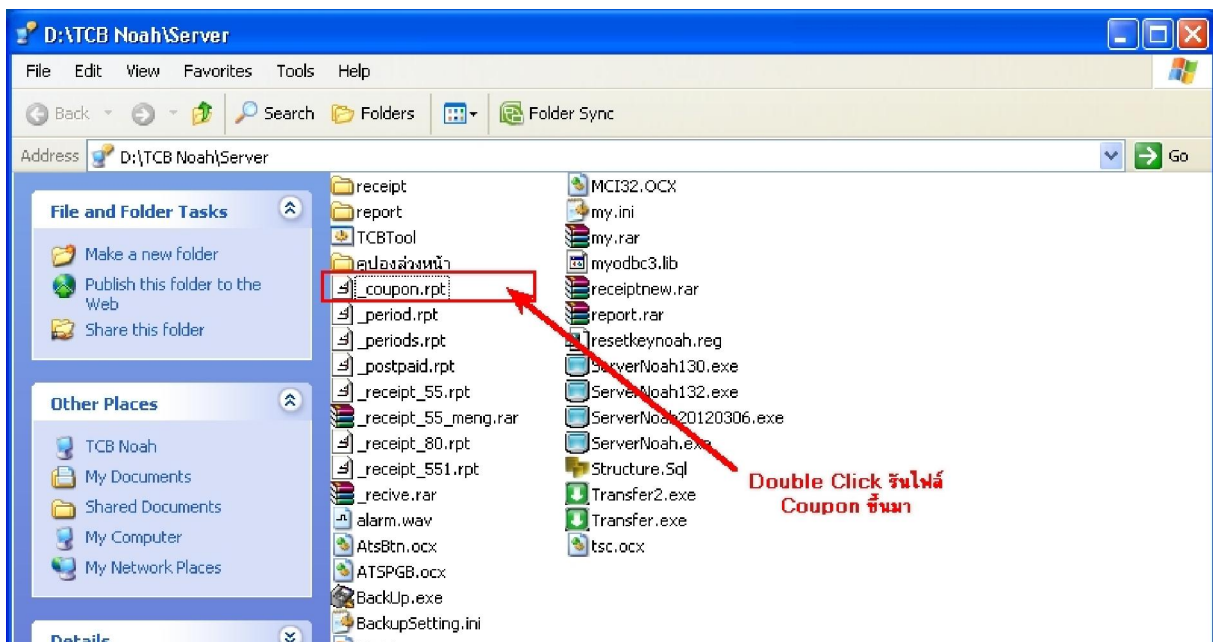 D:\TCB Noah\Server
File Edit View Favorites Tools Help
Back Search Folders Folder Sync
Address D:\TCB Noah\Server Go
File and Folder Tasks
Make a new folder
Publish this folder to the
Web
Share this folder
Other Places
TCB Noah
My Documents
Shared Documents
My Computer
My Network Places
Details
receipt
report
TCBTool
คูปองล่วงหน้า
_coupon.rpt
_period.rpt
_periods.rpt
_postpaid.rpt
_receipt_55.rpt
_receipt_55_meng.rar
_receipt_80.rpt
_receipt_551.rpt
_recive.rar
alarm.wav
AtsBtn.ocx
ATSPGB.ocx
BackUp.exe
BackupSetting.ini
MCI32.OCX
my.ini
my.rar
myodbc3.lib
receiptnew.rar
report.rar
resetkeynoah.reg
ServerNoah130.exe
ServerNoah132.exe
ServerNoah20120306.exe
ServerNoah.exe
Structure.Sql
Transfer2.exe
Transfer.exe
tsc.ocx
Double Click รันไฟล์
Coupon ขึ้นมา